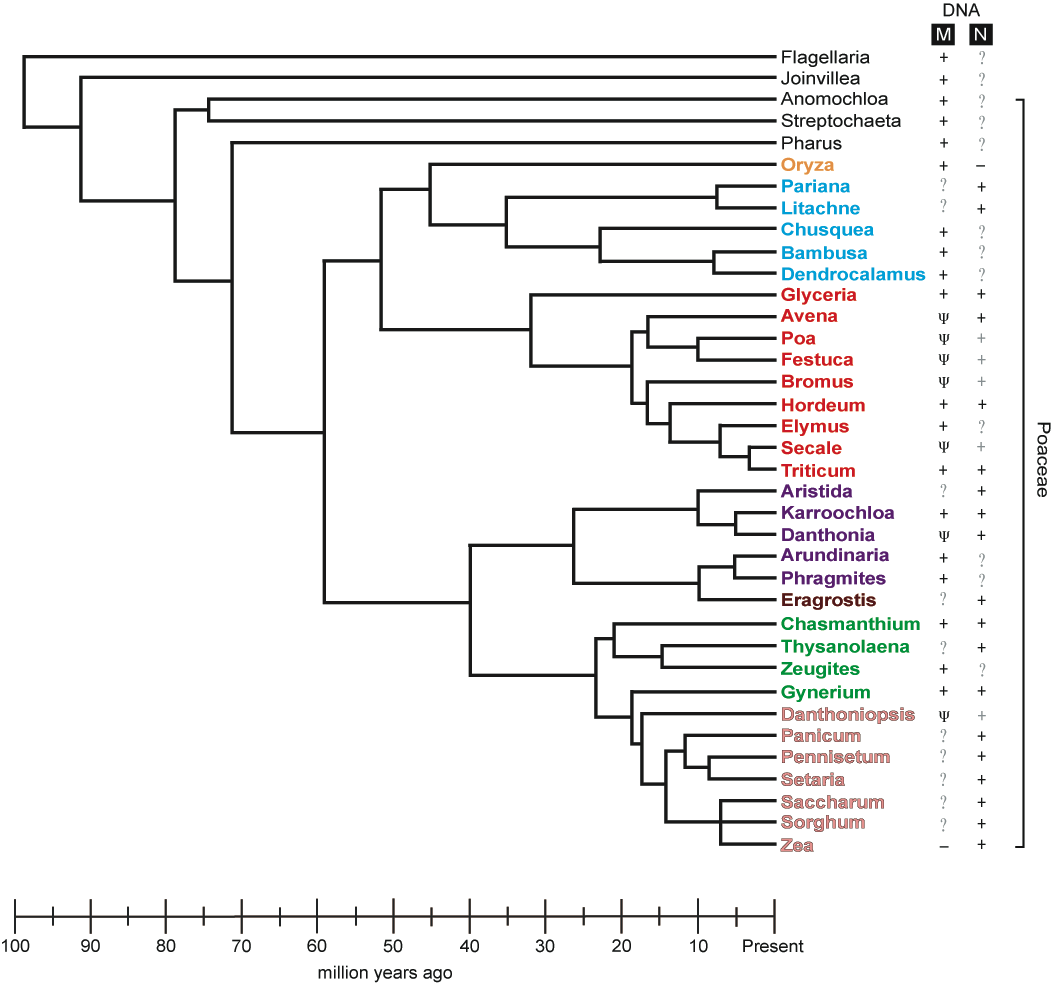 DNA
M N
Flagellaria + ?
Joinvillea + ?
Anomochloa + ?
Streptochaeta + ?
Pharus + ?
Oryza + –
Pariana ? +
Litachne ? +
Chusquea + ?
Bambusa + ?
Dendrocalamus + ?
Glyceria + +
Avena Ψ +
Poa Ψ +
Festuca Ψ +
Bromus Ψ +
Hordeum + +
Elymus + ?
Secale Ψ +
Triticum + +
Aristida ? +
Karroochloa + +
Danthonia Ψ +
Arundinaria + ?
Phragmites + ?
Eragrostis ? +
Chasmanthium + +
Thysanolaena ? +
Zeugites + ?
Gynerium + +
Danthoniopsis Ψ +
Panicum ? +
Pennisetum ? +
Setaria ? +
Saccharum ? +
Sorghum ? +
Zea – +
Poaceae
100 90 80 70 60 50 40 30 20 10 Present
million years ago